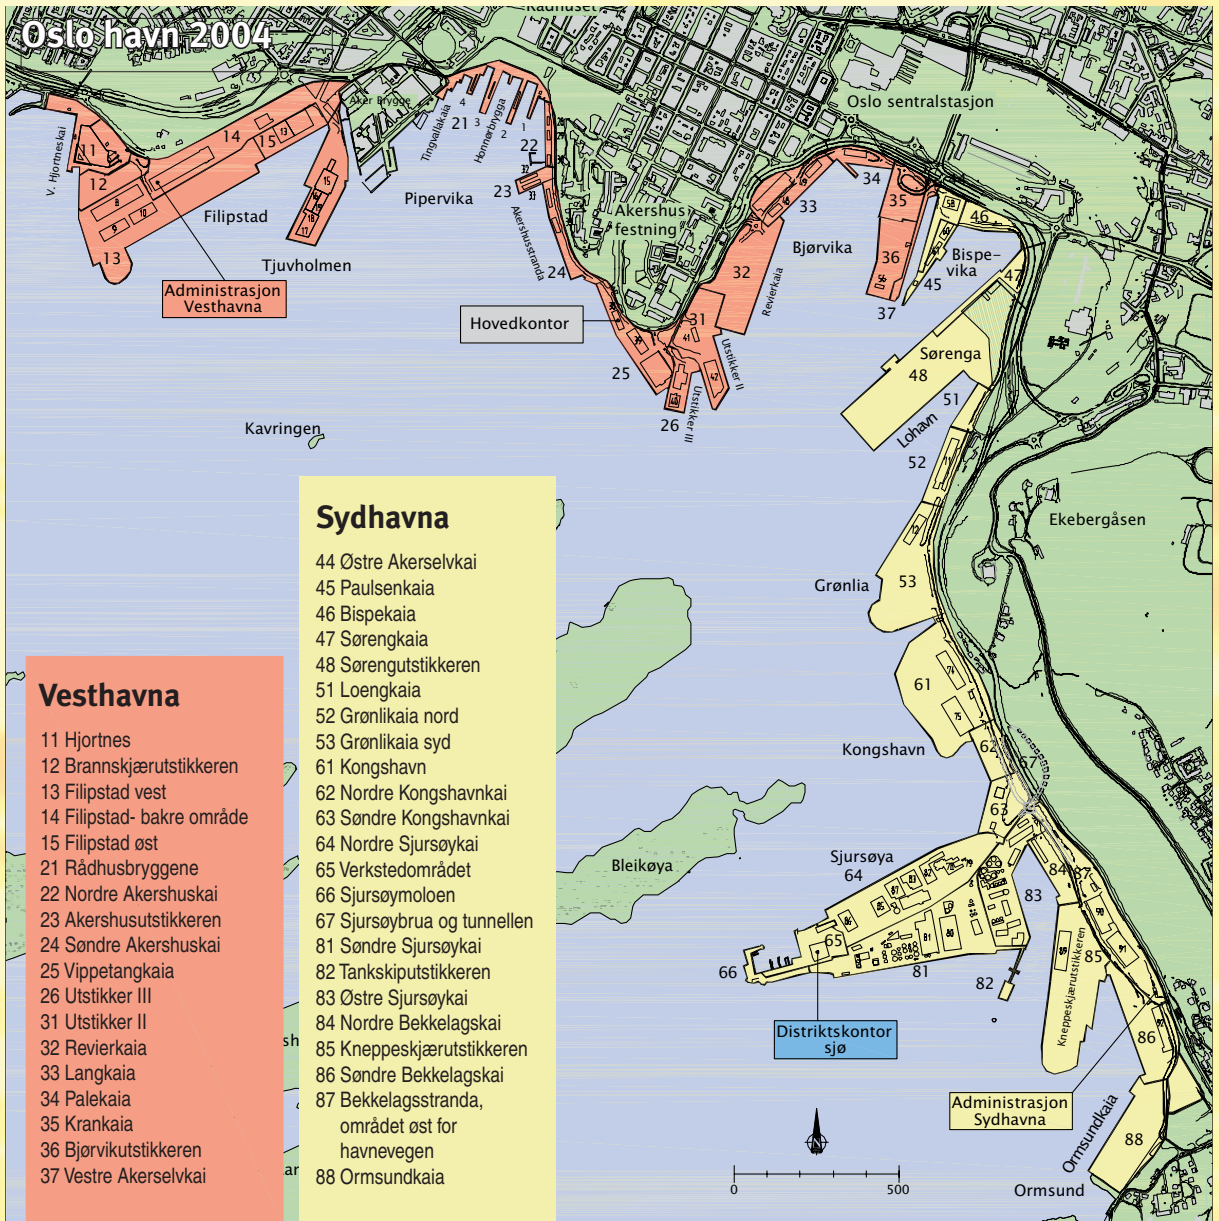 Oslo havn 2004
Rådhuset
Aker Brygge
Oslo sentralstasjon
V. Hjortneskai
11
12
13
14
15
13
Filipstad
Tjuvholmen
Administrasjon
Vesthavna
Tingvallakaia
Honnørbrygga
4
3
2
1
21
22
23
Pipervika
Akershusstranda
24
Akershus
festning
Hovedkontor
25
26
Utstikker III
Utstikker II
31
32
Revierkaia
33
34
35
36
37
Bjørvika
44
45
46
47
Bispe-
vika
Sørenga
48
Lohavn
51
52
Kavringen
Ekebergåsen
Grønlia
53
61
Kongshavn
62
67
63
Bleikøya
Sjursøya
64
65
66
81
82
83
84
87
85
Kneppeskjærutstikkeren
Distriktskontor
sjø
86
Administrasjon
Sydhavna
Ormsundkaia
88
Ormsund
0
500
Vesthavna
11 Hjortnes
12 Brannskjærutstikkeren
13 Filipstad vest
14 Filipstad- bakre område
15 Filipstad øst
21 Rådhusbryggene
22 Nordre Akershuskai
23 Akershusutstikkeren
24 Søndre Akershuskai
25 Vippetangkaia
26 Utstikker III
31 Utstikker II
32 Revierkaia
33 Langkaia
34 Palekaia
35 Krankaia
36 Bjørvikutstikkeren
37 Vestre Akerselvkai
Sydhavna
44 Østre Akerselvkai
45 Paulsenkaia
46 Bispekaia
47 Sørengkaia
48 Sørengutstikkeren
51 Loengkaia
52 Grønlikaia nord
53 Grønlikaia syd
61 Kongshavn
62 Nordre Kongshavnkai
63 Søndre Kongshavnkai
64 Nordre Sjursøykai
65 Verkstedområdet
66 Sjursøymoloen
67 Sjursøybrua og tunnellen
81 Søndre Sjursøykai
82 Tankskiputstikkeren
83 Østre Sjursøykai
84 Nordre Bekkelagskai
85 Kneppeskjærutstikkeren
86 Søndre Bekkelagskai
87 Bekkelagsstranda,
området øst for
havnevegen
88 Ormsundkaia